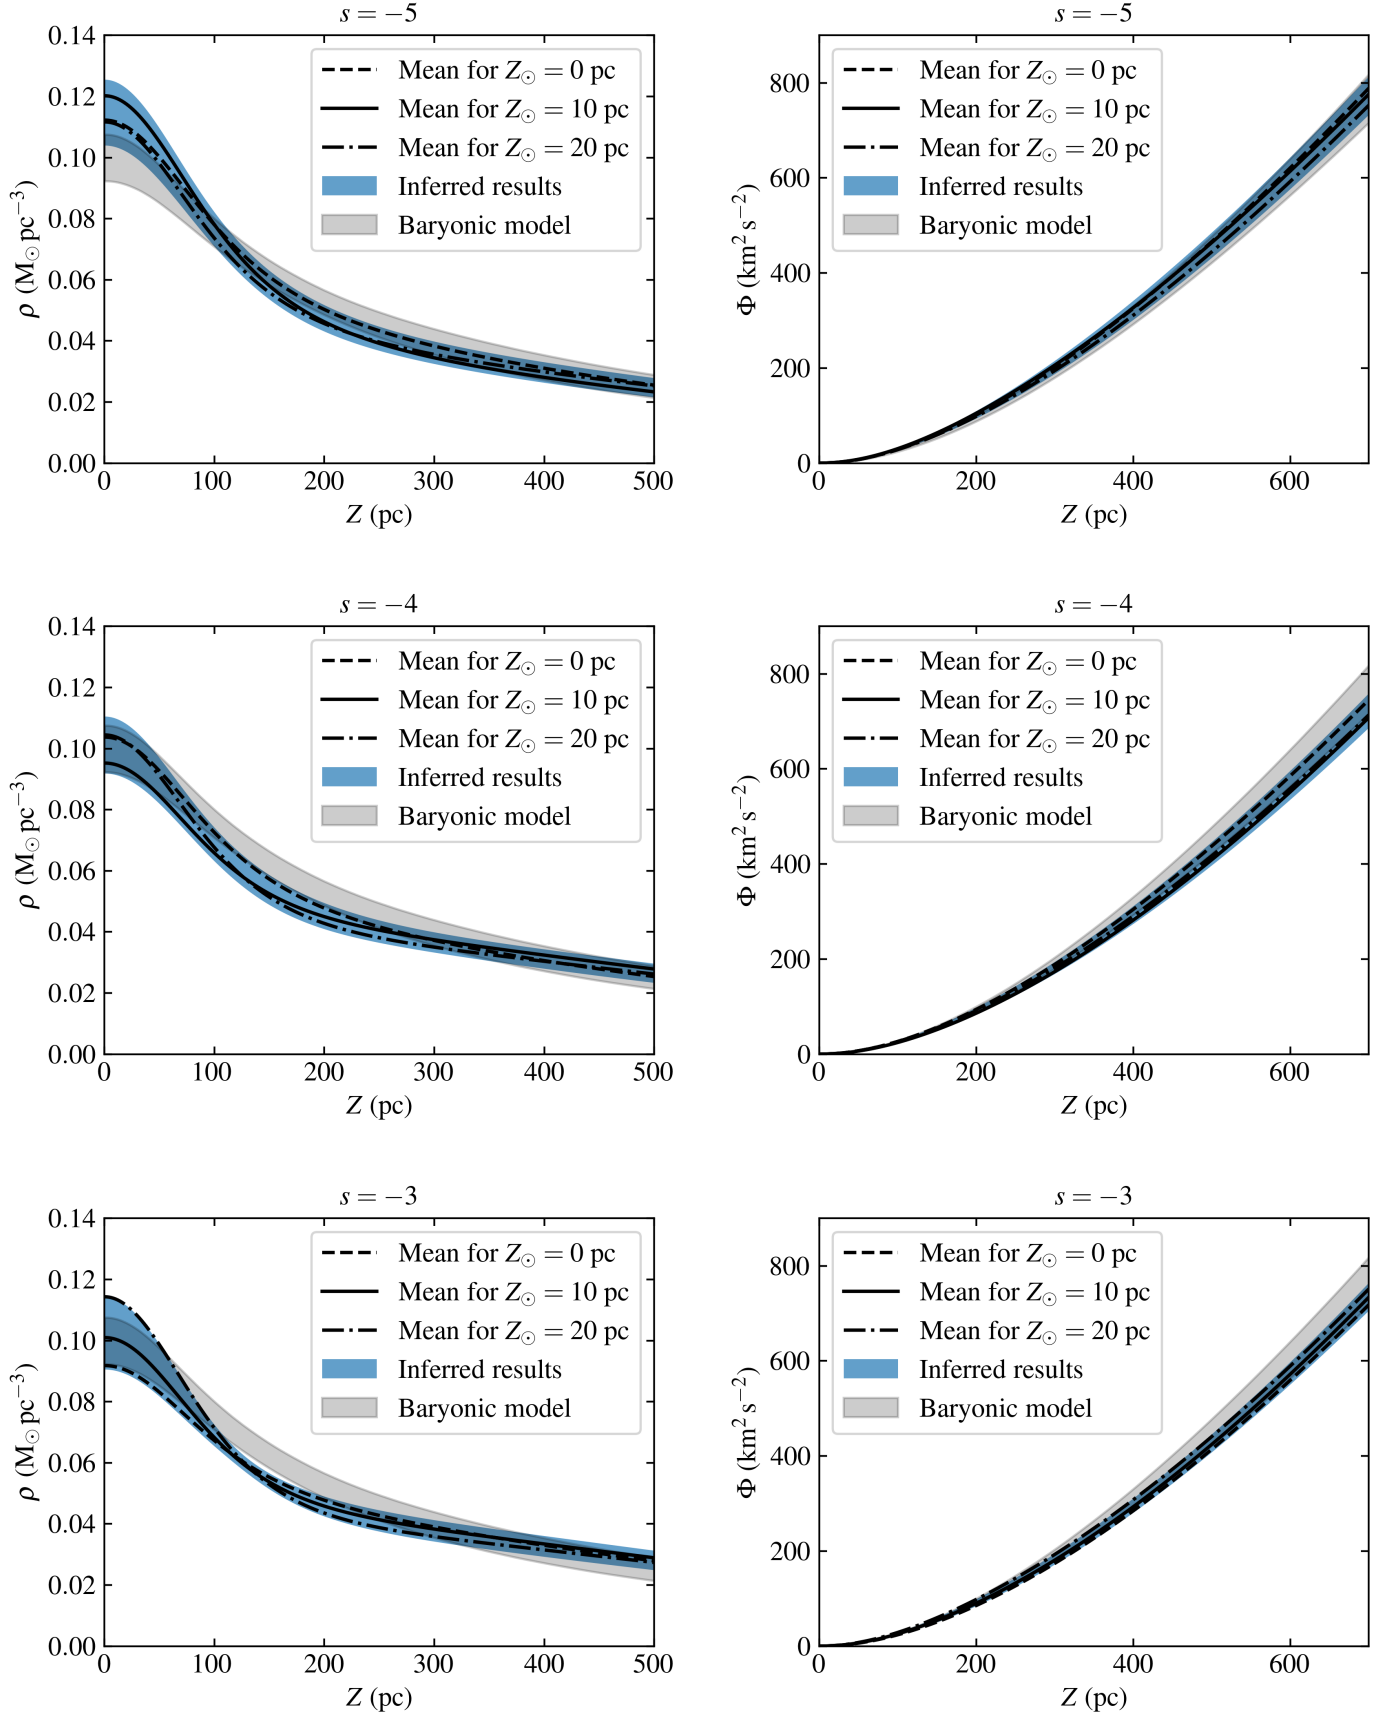 s = −5
0.14
0.12
0.10
0.08
0.06
0.04
0.02
0.00
ρ (M☉ pc⁻³)
Mean for Z☉ = 0 pc
Mean for Z☉ = 10 pc
Mean for Z☉ = 20 pc
Inferred results
Baryonic model
0 100 200 300 400 500
Z (pc)
s = −5
800
600
400
200
0
Φ (km² s⁻²)
Mean for Z☉ = 0 pc
Mean for Z☉ = 10 pc
Mean for Z☉ = 20 pc
Inferred results
Baryonic model
0 200 400 600
Z (pc)
s = −4
0.14
0.12
0.10
0.08
0.06
0.04
0.02
0.00
ρ (M☉ pc⁻³)
Mean for Z☉ = 0 pc
Mean for Z☉ = 10 pc
Mean for Z☉ = 20 pc
Inferred results
Baryonic model
0 100 200 300 400 500
Z (pc)
s = −4
800
600
400
200
0
Φ (km² s⁻²)
Mean for Z☉ = 0 pc
Mean for Z☉ = 10 pc
Mean for Z☉ = 20 pc
Inferred results
Baryonic model
0 200 400 600
Z (pc)
s = −3
0.14
0.12
0.10
0.08
0.06
0.04
0.02
0.00
ρ (M☉ pc⁻³)
Mean for Z☉ = 0 pc
Mean for Z☉ = 10 pc
Mean for Z☉ = 20 pc
Inferred results
Baryonic model
0 100 200 300 400 500
Z (pc)
s = −3
800
600
400
200
0
Φ (km² s⁻²)
Mean for Z☉ = 0 pc
Mean for Z☉ = 10 pc
Mean for Z☉ = 20 pc
Inferred results
Baryonic model
0 200 400 600
Z (pc)